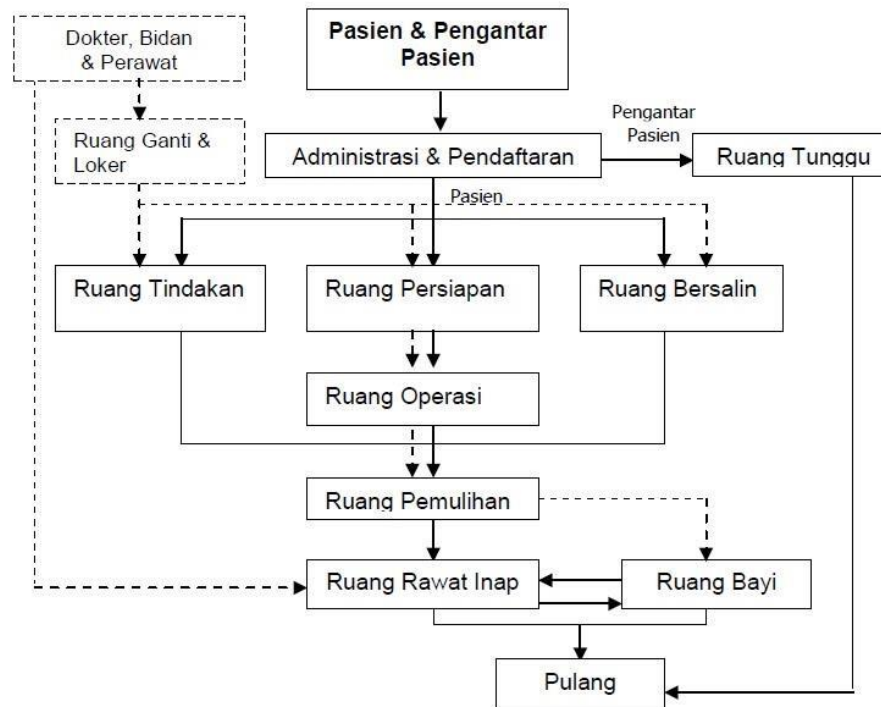 Dokter, Bidan
& Perawat
Pasien & Pengantar
Pasien
Pengantar
Pasien
Ruang Ganti &
Loker
Administrasi & Pendaftaran
Ruang Tunggu
Pasien
Ruang Tindakan
Ruang Persiapan
Ruang Bersalin
Ruang Operasi
Ruang Pemulihan
Ruang Rawat Inap
Ruang Bayi
Pulang